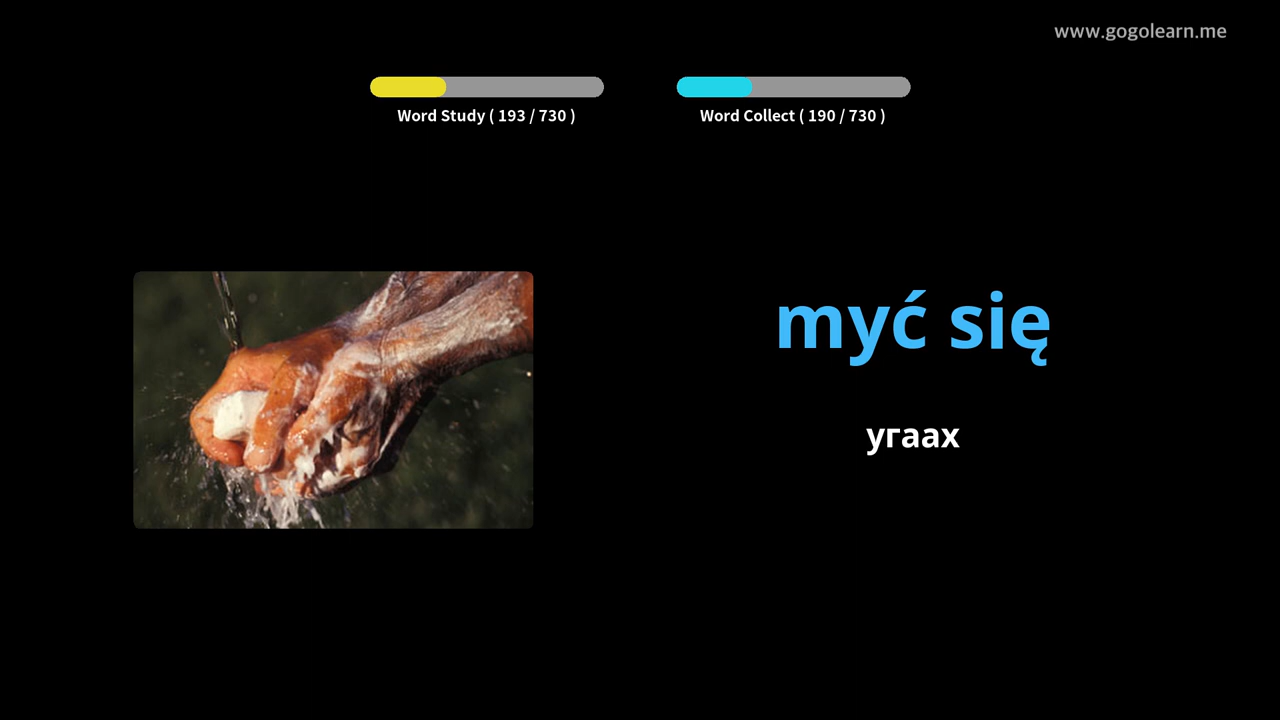 www.gogolearn.me
Word Study ( 193 / 730 )
Word Collect ( 190 / 730 )
myć się
угаах